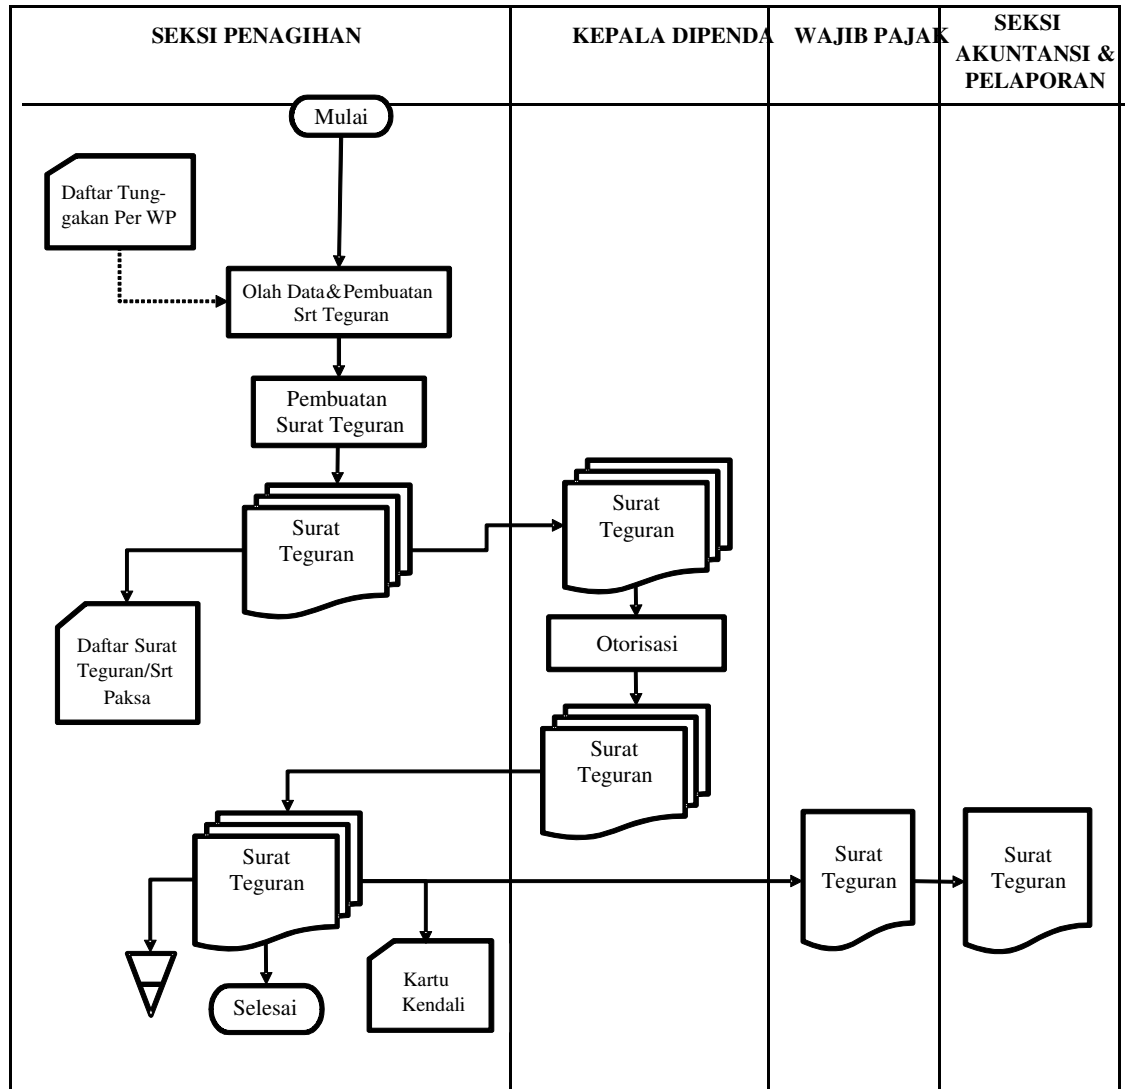 SEKSI PENAGIHAN
KEPALA DIPENDA
WAJIB PAJAK
SEKSI
AKUNTANSI &
PELAPORAN
Mulai
Daftar Tung-
gakan Per WP
Olah Data&Pembuatan
Srt Teguran
Pembuatan
Surat Teguran
Surat
Teguran
Surat
Teguran
Daftar Surat
Teguran/Srt
Paksa
Otorisasi
Surat
Teguran
Surat
Teguran
Surat
Teguran
Surat
Teguran
Selesai
Kartu
Kendali